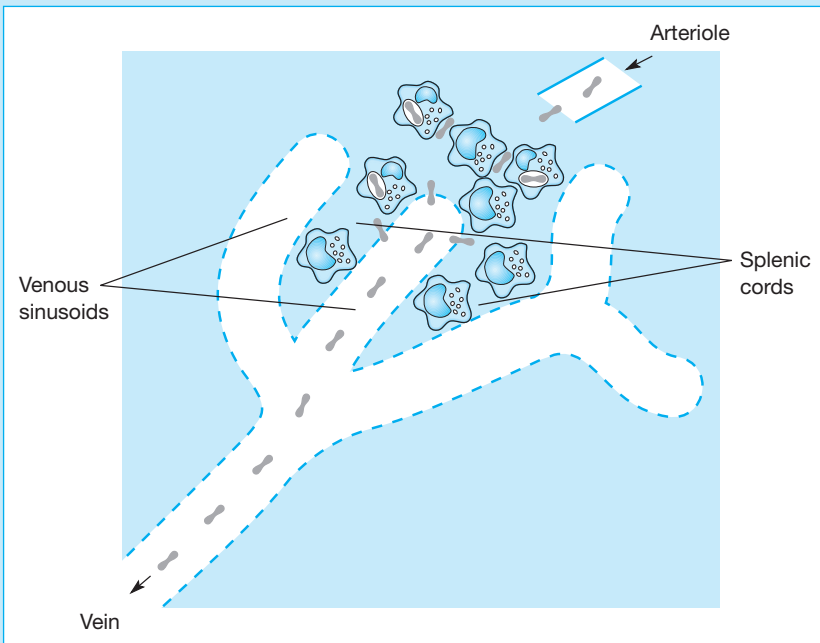 Arteriole
Venous
sinusoids
Splenic
cords
Vein